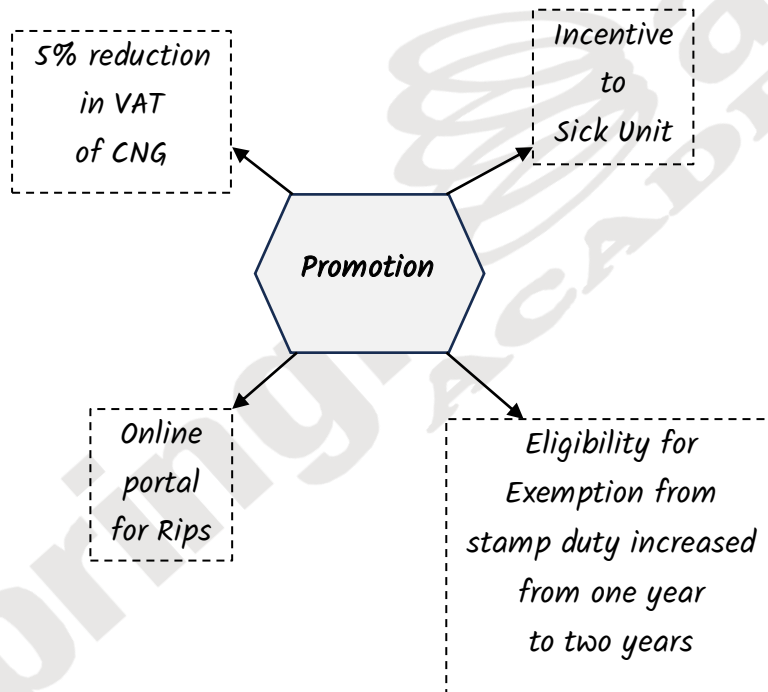 5% reduction
in VAT
of CNG
Incentive
to
Sick Unit
Promotion
Online
portal
for Rips
Eligibility for
Exemption from
stamp duty increased
from one year
to two years
ACADE